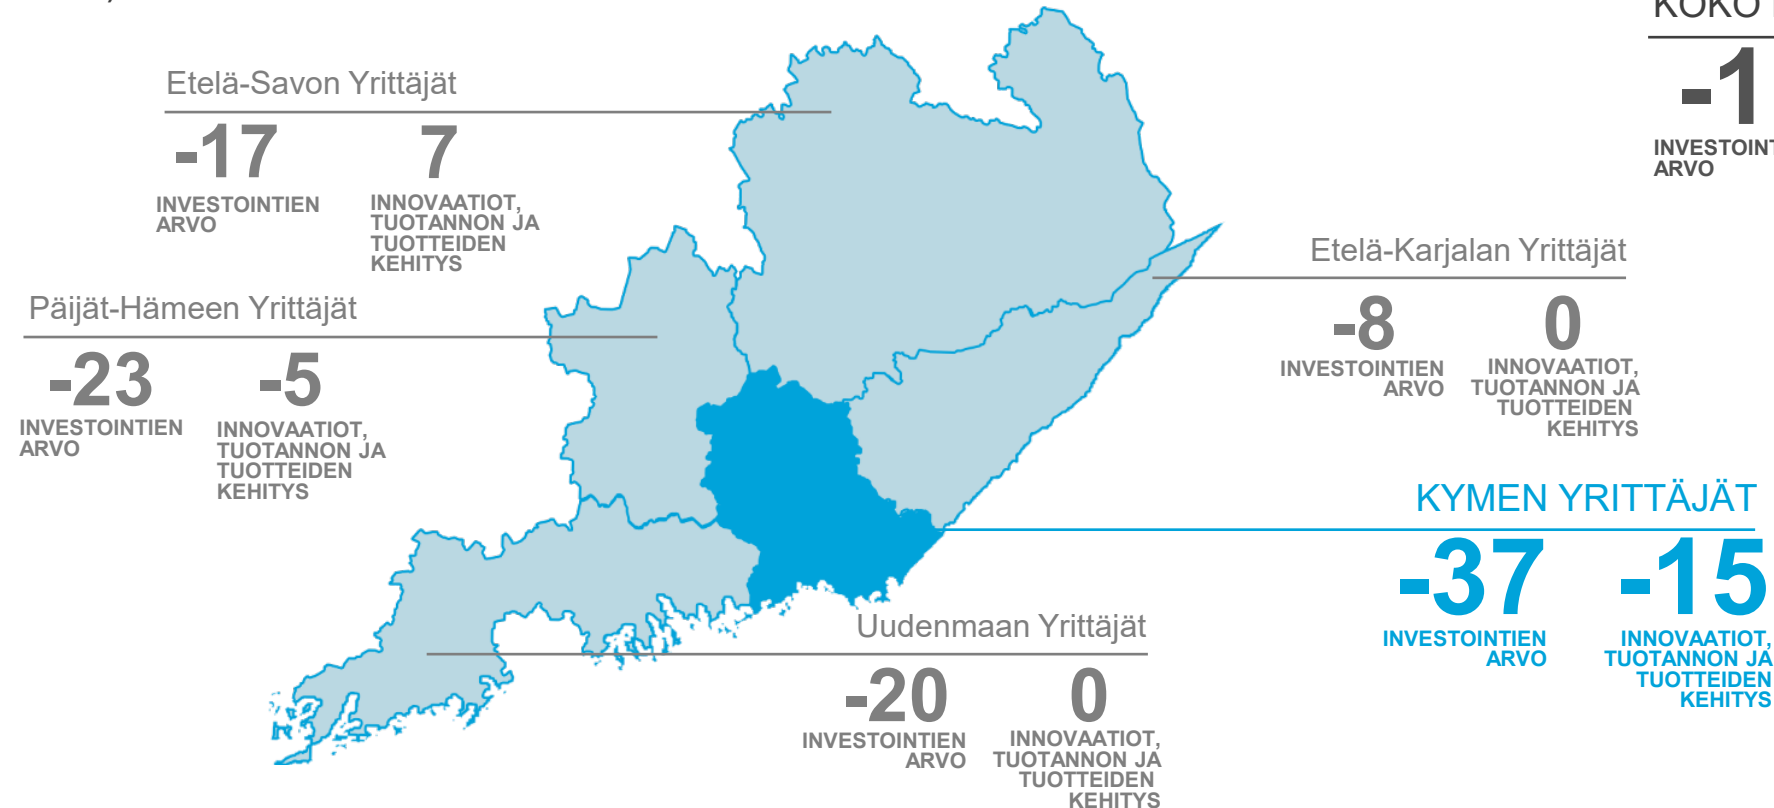 KOKO
-1
ARVO
Etelä-Savon Yrittäjät
-17
INVESTOINTIEN
ARVO
7
INNOVAATIOT,
TUOTANNON JA
TUOTTEIDEN
KEHITYS
Etelä-Karjalan Yrittäjät
-8
INVESTOINTIEN
ARVO
0
INNOVAATIOT,
TUOTANNON JA
TUOTTEIDEN
KEHITYS
Päijät-Hämeen Yrittäjät
-23
INVESTOINTIEN
ARVO
-5
INNOVAATIOT,
TUOTANNON JA
TUOTTEIDEN
KEHITYS
KYMEN YRITTÄJÄT
-37
INVESTOINTIEN
ARVO
-15
INNOVAATIOT,
TUOTANNON JA
TUOTTEIDEN
KEHITYS
Uudenmaan Yrittäjät
-20
INVESTOINTIEN
ARVO
0
INNOVAATIOT,
TUOTANNON JA
TUOTTEIDEN
KEHITYS